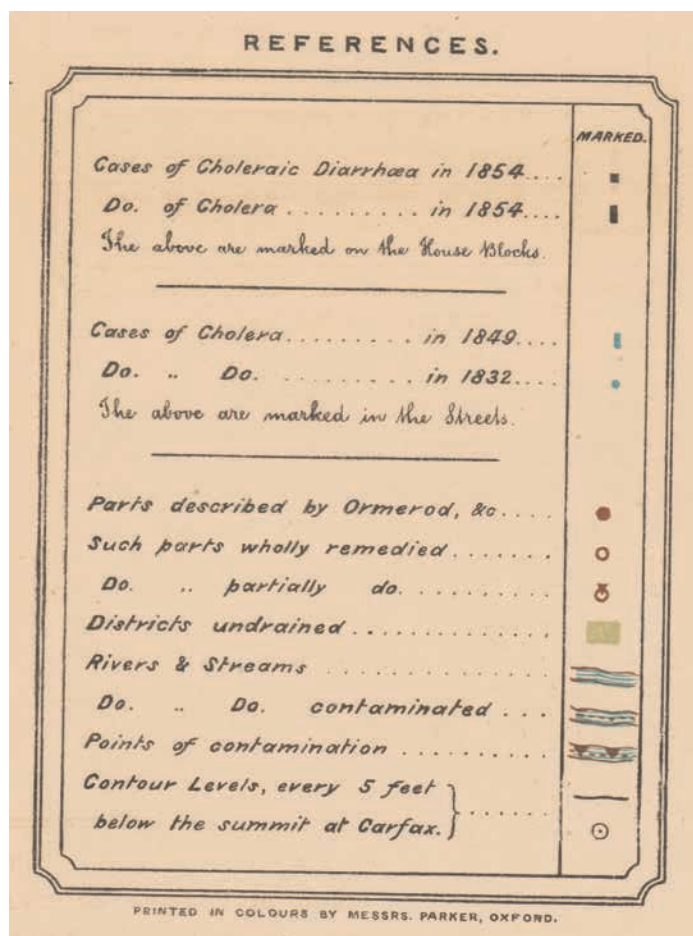 REFERENCES.
MARKED.
Cases of Choleraic Diarrhœa in 1854....
Do. of Cholera ......... in 1854....
The above are marked on the House Blocks.
Cases of Cholera......... in 1849....
Do. „ Do. ......... in 1832....
The above are marked in the Streets.
Parts described by Ormerod, &c....
Such parts wholly remedied.......
Do. „ partially do. .........
Districts undrained.............
Rivers & Streams ..............
Do. „ Do. contaminated ...
Points of contamination ..........
Contour Levels, every 5 feet
below the summit at Carfax. ......
PRINTED IN COLOURS BY MESSRS. PARKER, OXFORD.